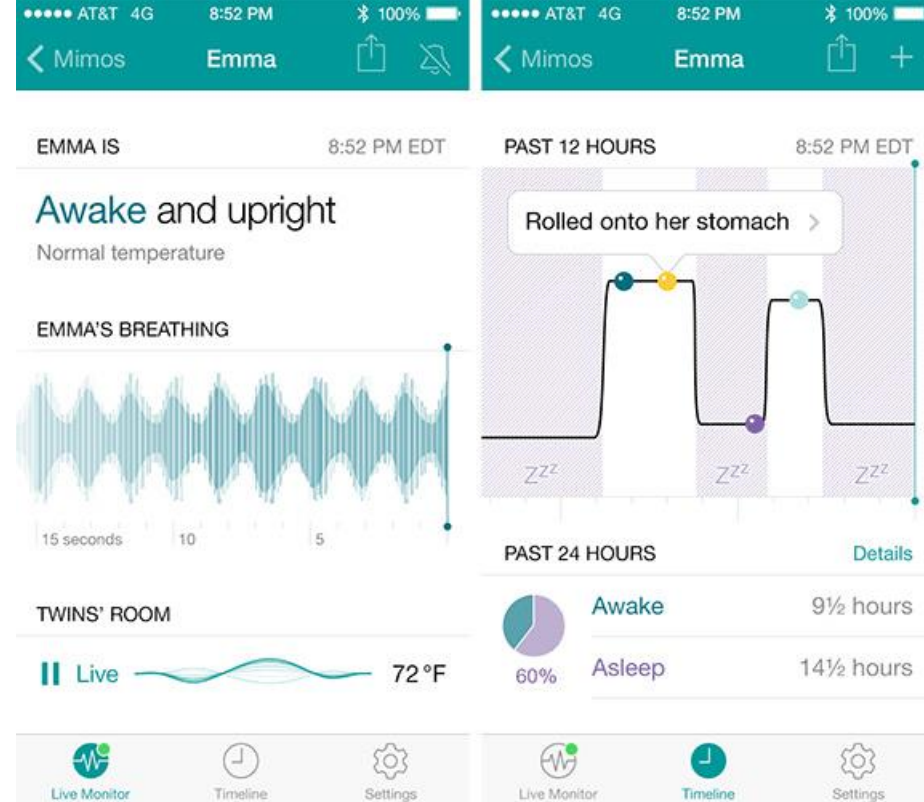 AT&T 4G 8:52 PM 100%
Mimos Emma
EMMA IS 8:52 PM EDT
Awake and upright
Normal temperature
EMMA'S BREATHING
15 seconds 10 5
TWINS' ROOM
Live 72 °F
Live Monitor Timeline Settings
AT&T 4G 8:52 PM 100%
Mimos Emma
PAST 12 HOURS 8:52 PM EDT
Rolled onto her stomach
Zzz Zzz Zzz
PAST 24 HOURS Details
Awake 9½ hours
60% Asleep 14½ hours
Live Monitor Timeline Settings